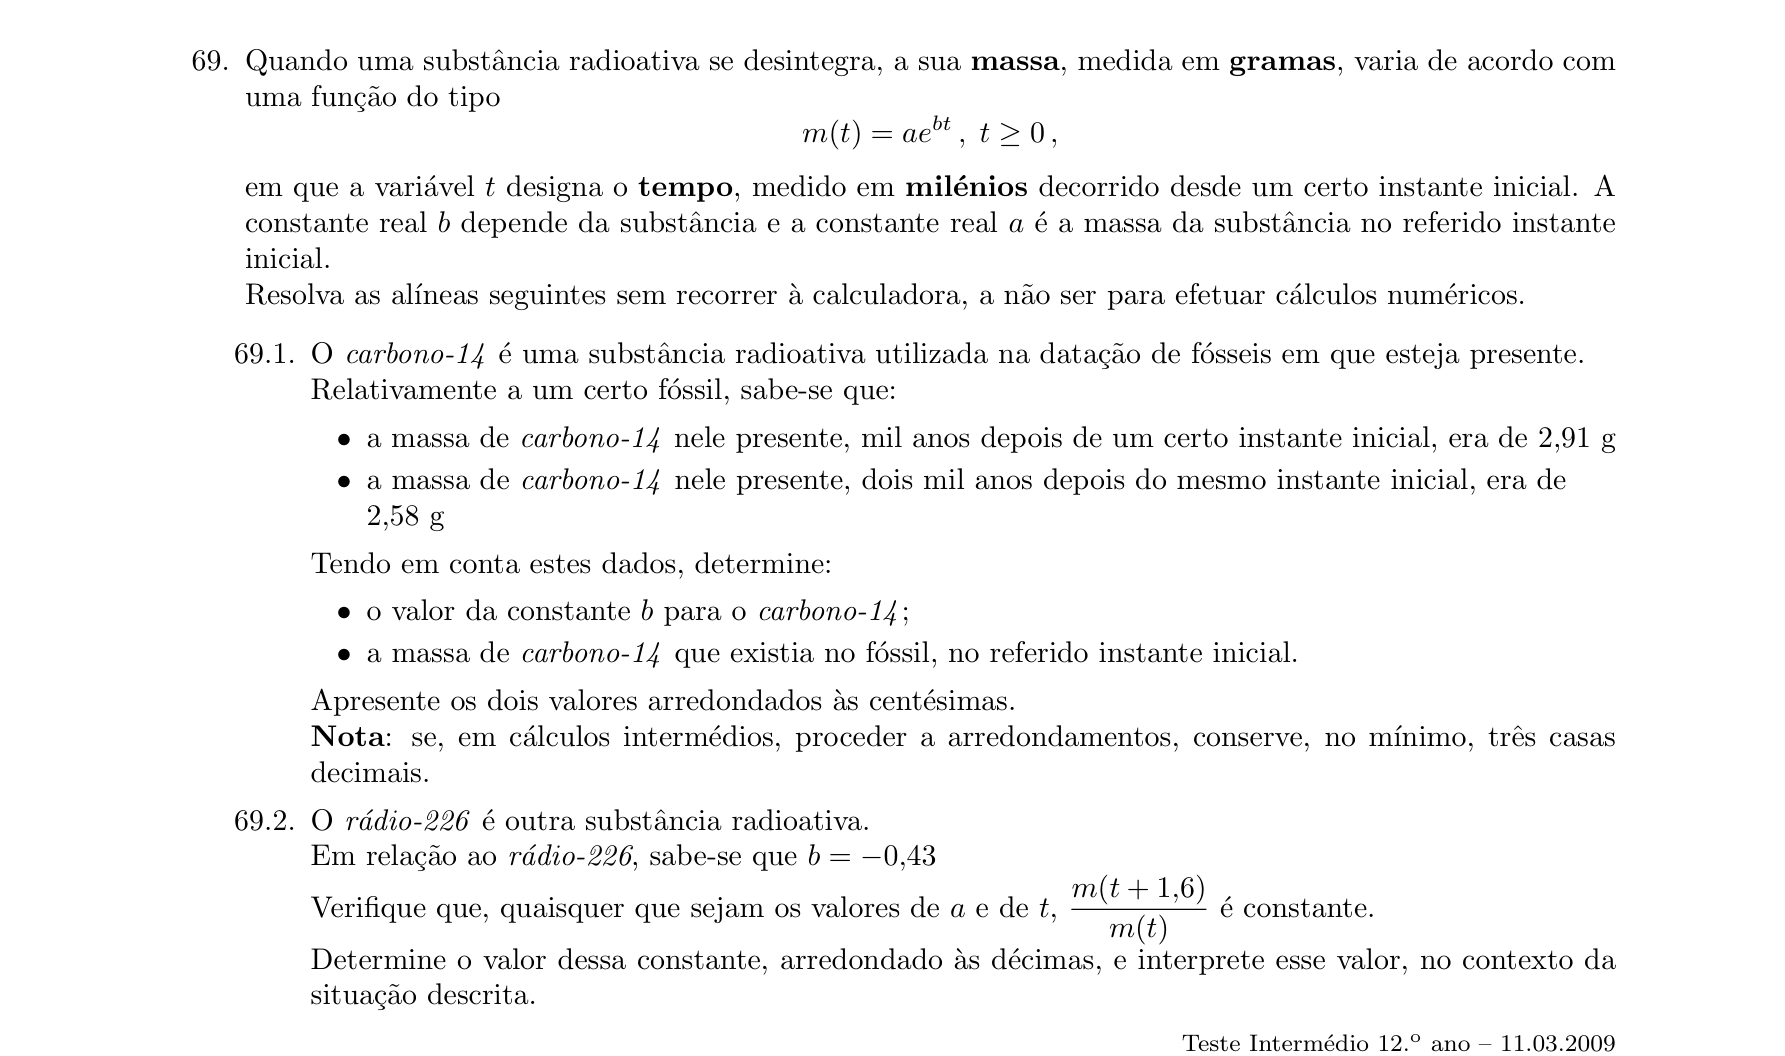 69. Quando uma substância radioativa se desintegra, a sua massa, medida em gramas, varia de acordo com
uma função do tipo
m(t) = ae^{bt} , t ≥ 0 ,
em que a variável t designa o tempo, medido em milénios decorrido desde um certo instante inicial. A
constante real b depende da substância e a constante real a é a massa da substância no referido instante
inicial.
Resolva as alíneas seguintes sem recorrer à calculadora, a não ser para efetuar cálculos numéricos.
69.1. O carbono-14 é uma substância radioativa utilizada na datação de fósseis em que esteja presente.
Relativamente a um certo fóssil, sabe-se que:
• a massa de carbono-14 nele presente, mil anos depois de um certo instante inicial, era de 2,91 g
• a massa de carbono-14 nele presente, dois mil anos depois do mesmo instante inicial, era de
2,58 g
Tendo em conta estes dados, determine:
• o valor da constante b para o carbono-14;
• a massa de carbono-14 que existia no fóssil, no referido instante inicial.
Apresente os dois valores arredondados às centésimas.
Nota: se, em cálculos intermédios, proceder a arredondamentos, conserve, no mínimo, três casas
decimais.
69.2. O rádio-226 é outra substância radioativa.
Em relação ao rádio-226, sabe-se que b = −0,43
Verifique que, quaisquer que sejam os valores de a e de t, \frac{m(t + 1,6)}{m(t)} é constante.
Determine o valor dessa constante, arredondado às décimas, e interprete esse valor, no contexto da
situação descrita.
Teste Intermédio 12.º ano – 11.03.2009